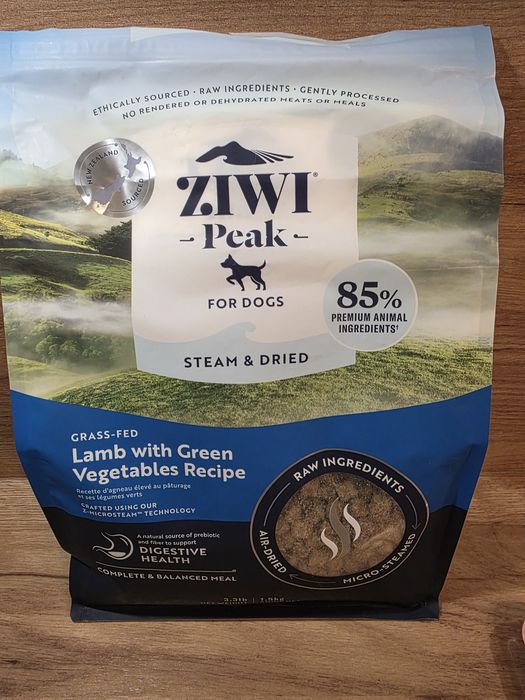 ETHICALLY SOURCED · RAW INGREDIENTS · GENTLY PROCESSED
NO RENDERED OR DEHYDRATED MEATS OR MEALS
NEW ZEALAND
SOURCED
ZIWI®
Peak
FOR DOGS
85%
PREMIUM ANIMAL
INGREDIENTS†
STEAM & DRIED
GRASS-FED
Lamb with Green
Vegetables Recipe
Recette d'agneau élevé au pâturage
et ses légumes verts
CRAFTED USING OUR
Z-MICROSTEAM™ TECHNOLOGY
RAW INGREDIENTS
AIR-DRIED
MICRO-STEAMED
A natural source of prebiotic
and fiber to support
DIGESTIVE
HEALTH
COMPLETE & BALANCED MEAL